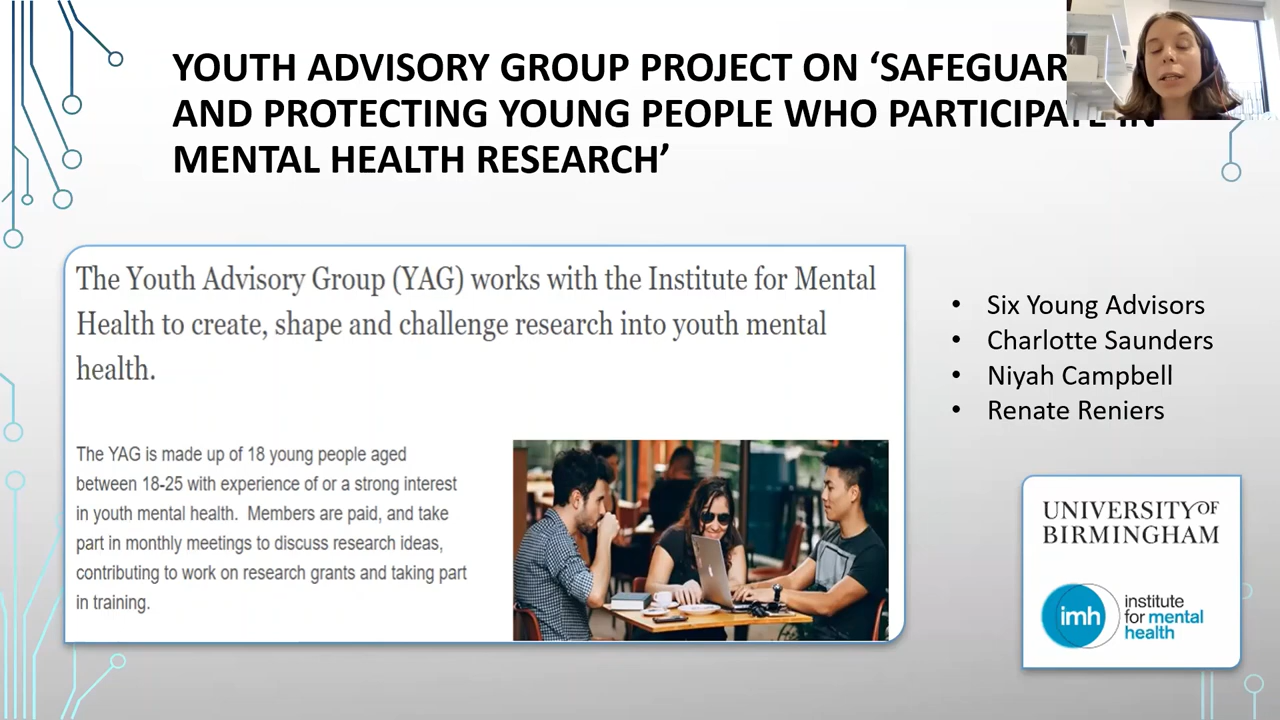 YOUTH ADVISORY GROUP PROJECT ON ‘SAFEGUAR
AND PROTECTING YOUNG PEOPLE WHO PARTICIPATE IN
MENTAL HEALTH RESEARCH’
The Youth Advisory Group (YAG) works with the Institute for Mental
Health to create, shape and challenge research into youth mental
health.
The YAG is made up of 18 young people aged
between 18-25 with experience of or a strong interest
in youth mental health. Members are paid, and take
part in monthly meetings to discuss research ideas,
contributing to work on research grants and taking part
in training.
• Six Young Advisors
• Charlotte Saunders
• Niyah Campbell
• Renate Reniers
UNIVERSITY OF
BIRMINGHAM
imh
institute
for mental
health